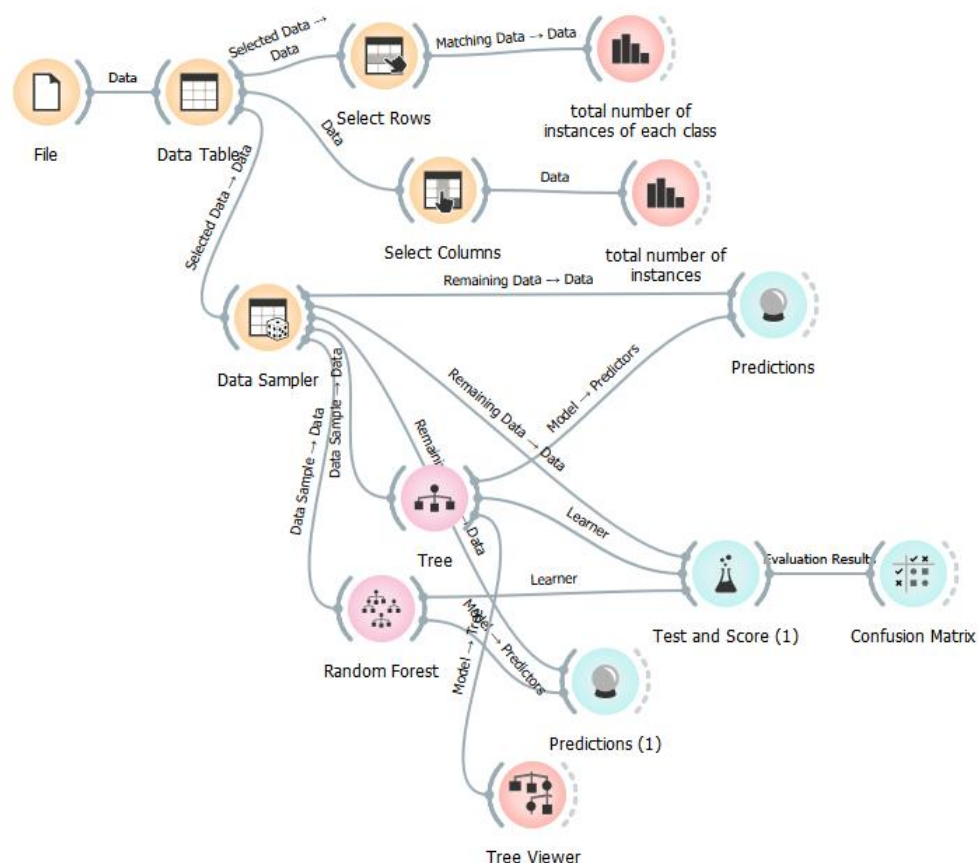 Selected Data →
Data
Matching Data → Data
Data
Select Rows
total number of
instances of each class
File
Data Table
Data
Data
Selected Data → Data
Select Columns
total number of
instances
Remaining Data → Data
Data Sampler
Predictions
Data Sample → Data
Data Sample → Data
Remaining Data → Data
Model → Predictors
→ Data
Tree
Learner
Evaluation Results
Learner
Random Forest
Model → Predictors
Model → Tree
Test and Score (1)
Confusion Matrix
Predictions (1)
Tree Viewer